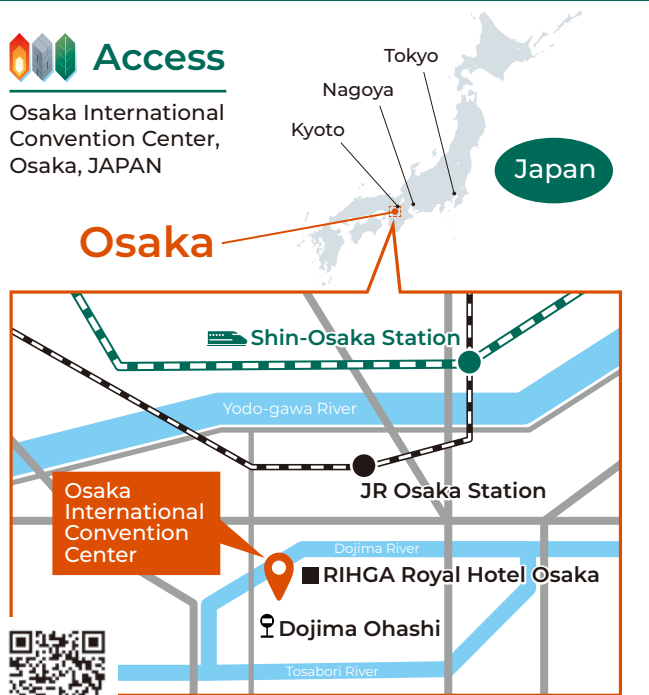 Access
Osaka International
Convention Center,
Osaka, JAPAN
Tokyo
Nagoya
Kyoto
Japan
Osaka
Shin-Osaka Station
Yodo-gawa River
JR Osaka Station
Osaka
International
Convention
Center
Dojima River
RIHGA Royal Hotel Osaka
Dojima Ohashi
Tosabori River